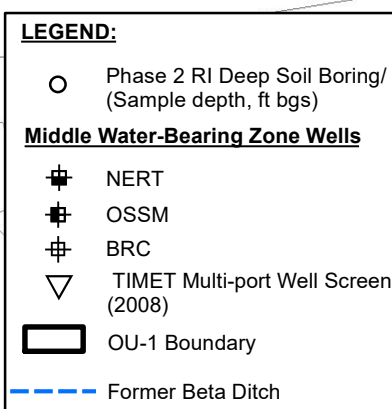 LEGEND:
Phase 2 RI Deep Soil Boring/
(Sample depth, ft bgs)
Middle Water-Bearing Zone Wells
NERT
OSSM
BRC
TIMET Multi-port Well Screen
(2008)
OU-1 Boundary
Former Beta Ditch